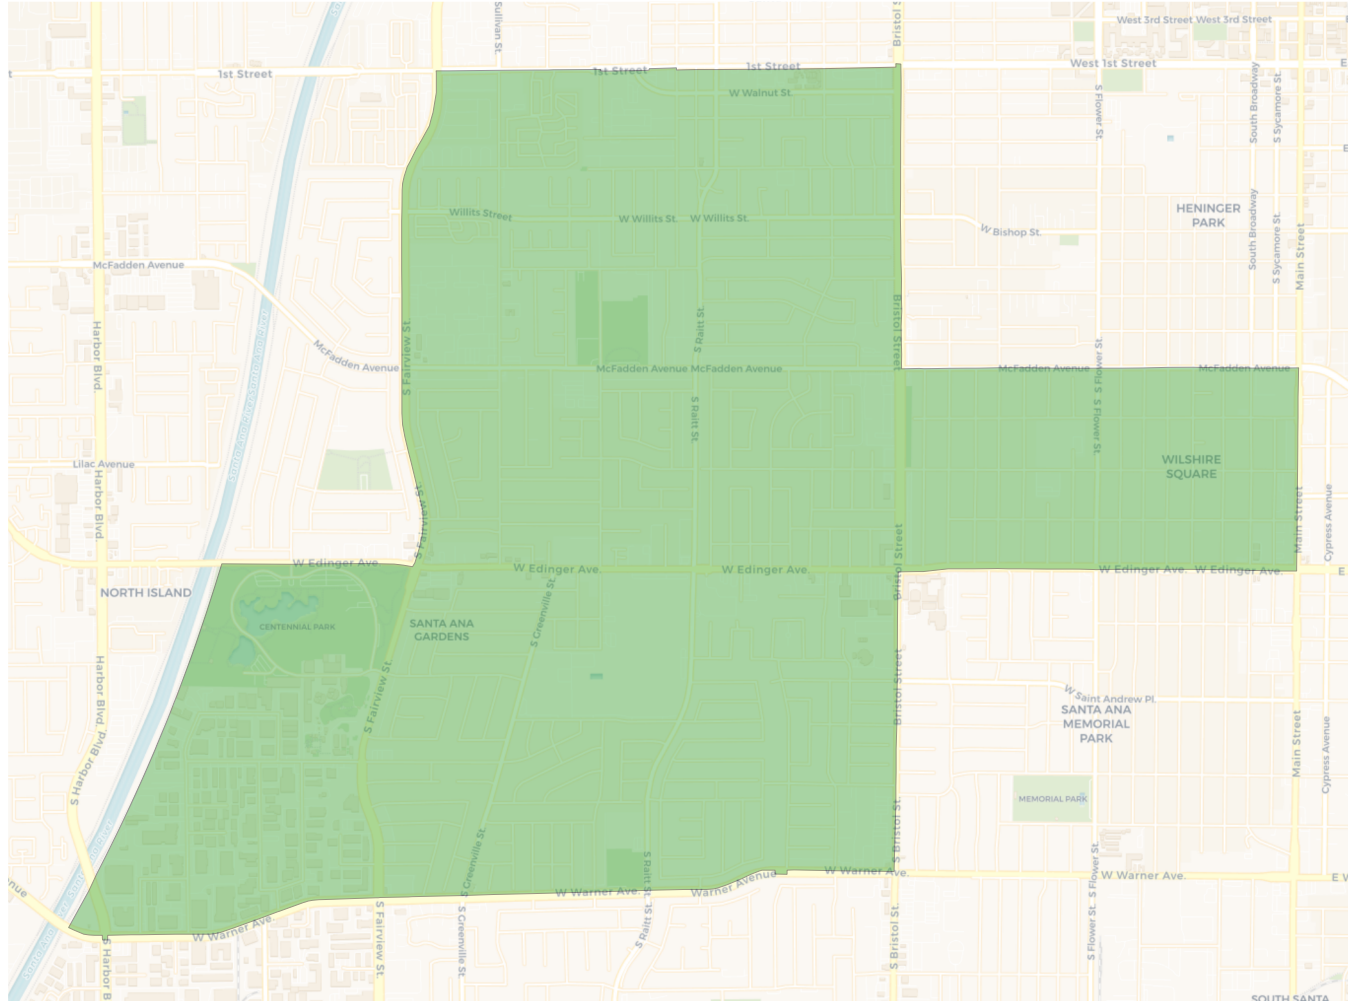 Sullivan St.
Bristol S
West 3rd Street
West 3rd Street
1st Street
1st Street
1st Street
West 1st Street
E
W Walnut St.
S Flower St.
South Broadway
S Sycamore St.
Willits Street
W Willits St.
W Willits St.
W Bishop St.
HENINGER
PARK
South Broadway
S Sycamore St.
Main Street
McFadden Avenue
Harbor Blvd.
McFadden Avenue
S Fairview St.
S Raitt St.
Bristol Street
McFadden Avenue
McFadden Avenue
S Flower St.
McFadden Avenue
McFadden Avenue
S Raitt St.
S Flower St.
Lilac Avenue
Harbor Blvd.
WILSHIRE
SQUARE
S Fairview St.
Bristol Street
Main Street
Cypress Avenue
W Edinger Ave.
W Edinger Ave.
W Edinger Ave.
W Edinger Ave.
W Edinger Ave.
E
NORTH ISLAND
CENTENNIAL PARK
SANTA ANA
GARDENS
S Greenville St.
Harbor Blvd.
S Fairview St.
Bristol Street
W Saint Andrew Pl.
SANTA ANA
MEMORIAL
PARK
Main Street
Cypress Avenue
S Harbor Blvd.
MEMORIAL PARK
S Bristol St.
S Greenville St.
S Raitt St.
S Flower St.
enue
W Warner Ave.
Warner Avenue
W Warner Ave.
W Warner Ave.
E W
W Warner Ave.
S Harbor B
S Fairview St.
S Greenville St.
S Raitt St.
S Bristol St.
S Flower St.
SOUTH SANTA